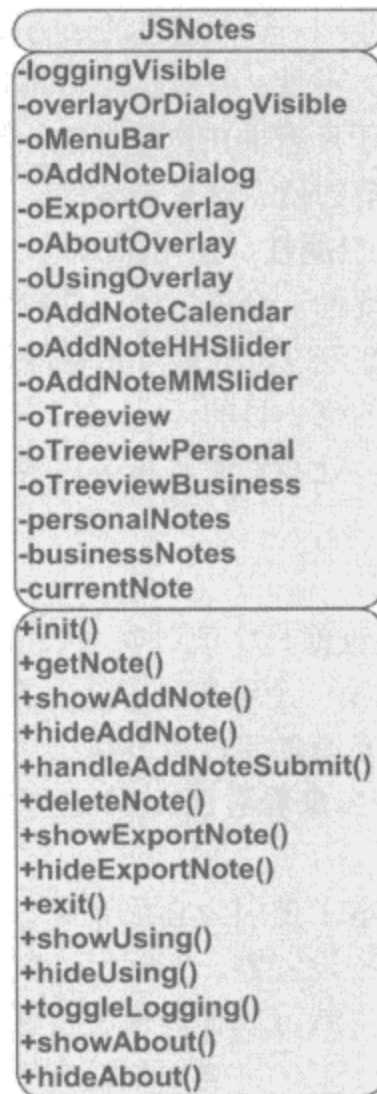 JSNotes
-loggingVisible
-overlayOrDialogVisible
-oMenuBar
-oAddNoteDialog
-oExportOverlay
-oAboutOverlay
-oUsingOverlay
-oAddNoteCalendar
-oAddNoteHHSlider
-oAddNoteMMSlider
-oTreeview
-oTreeviewPersonal
-oTreeviewBusiness
-personalNotes
-businessNotes
-currentNote
+init()
+getNote()
+showAddNote()
+hideAddNote()
+handleAddNoteSubmit()
+deleteNote()
+showExportNote()
+hideExportNote()
+exit()
+showUsing()
+hideUsing()
+toggleLogging()
+showAbout()
+hideAbout()